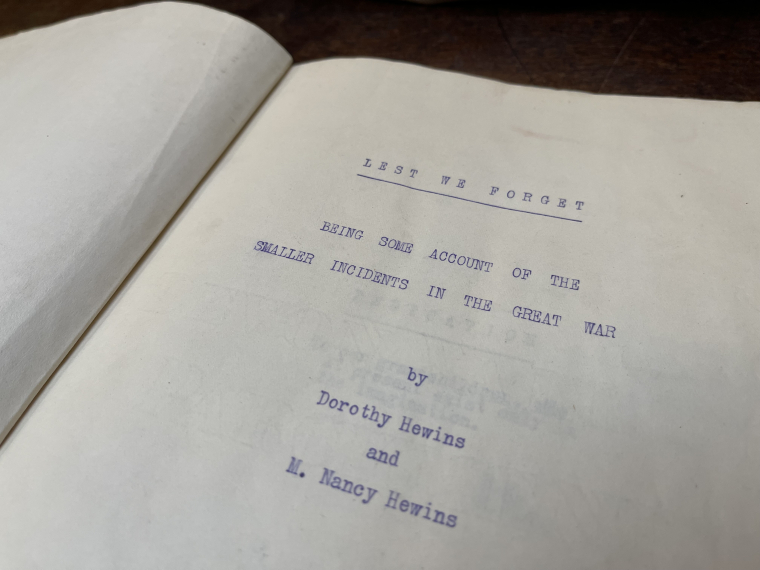 LEST WE FORGET
BEING SOME ACCOUNT OF THE
SMALLER INCIDENTS IN THE GREAT WAR
by
Dorothy Hewins
and
M. Nancy Hewins